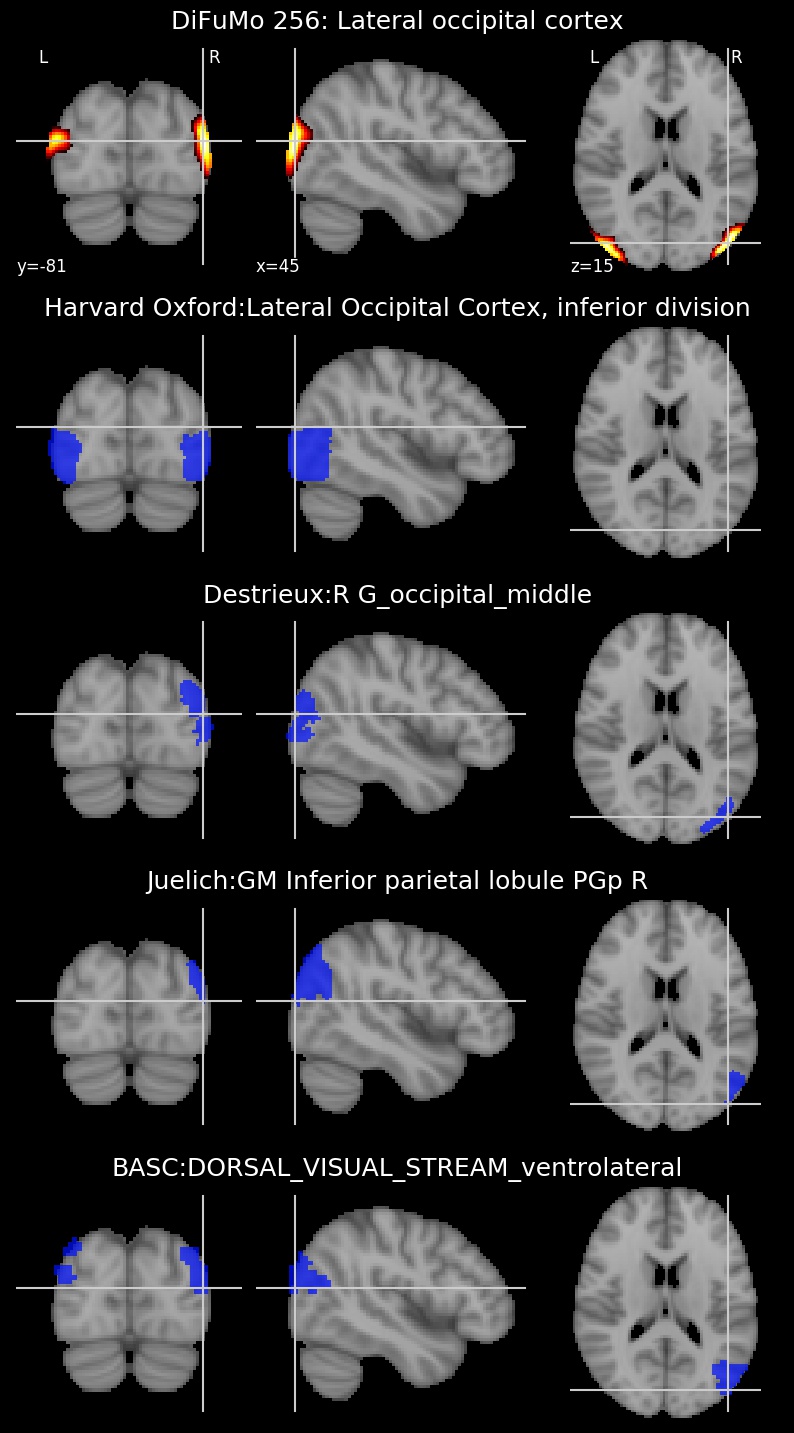 DiFuMo 256: Lateral occipital cortex
L R L R
y=-81 x=45 z=15
Harvard Oxford:Lateral Occipital Cortex, inferior division
Destrieux:R G_occipital_middle
Juelich:GM Inferior parietal lobule PGp R
BASC:DORSAL_VISUAL_STREAM_ventrolateral